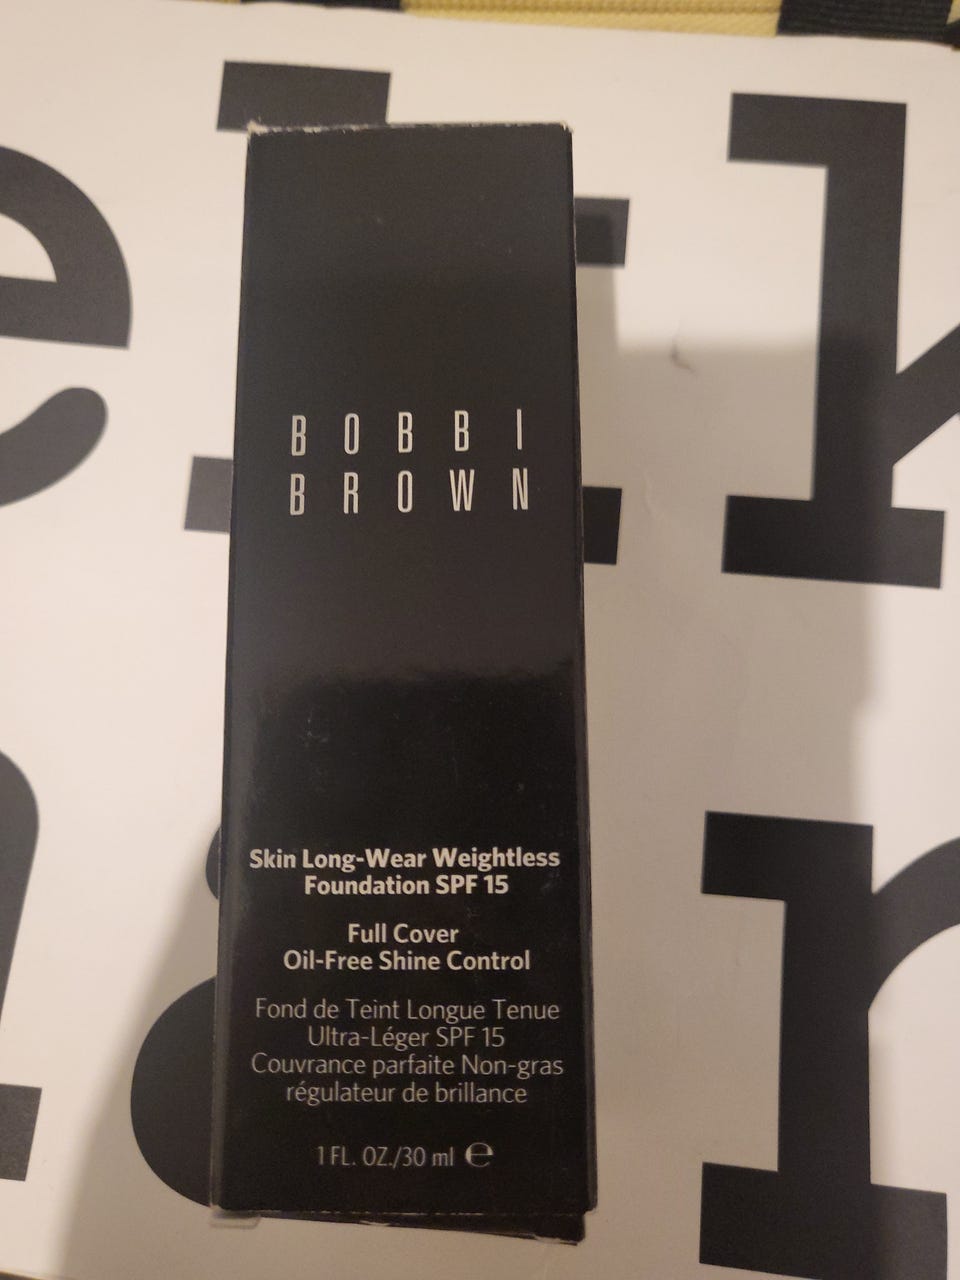 BOBBI
BROWN
Skin Long-Wear Weightless
Foundation SPF 15
Full Cover
Oil-Free Shine Control
Fond de Teint Longue Tenue
Ultra-Léger SPF 15
Couvrance parfaite Non-gras
régulateur de brillance
1 FL. OZ./30 ml ℮